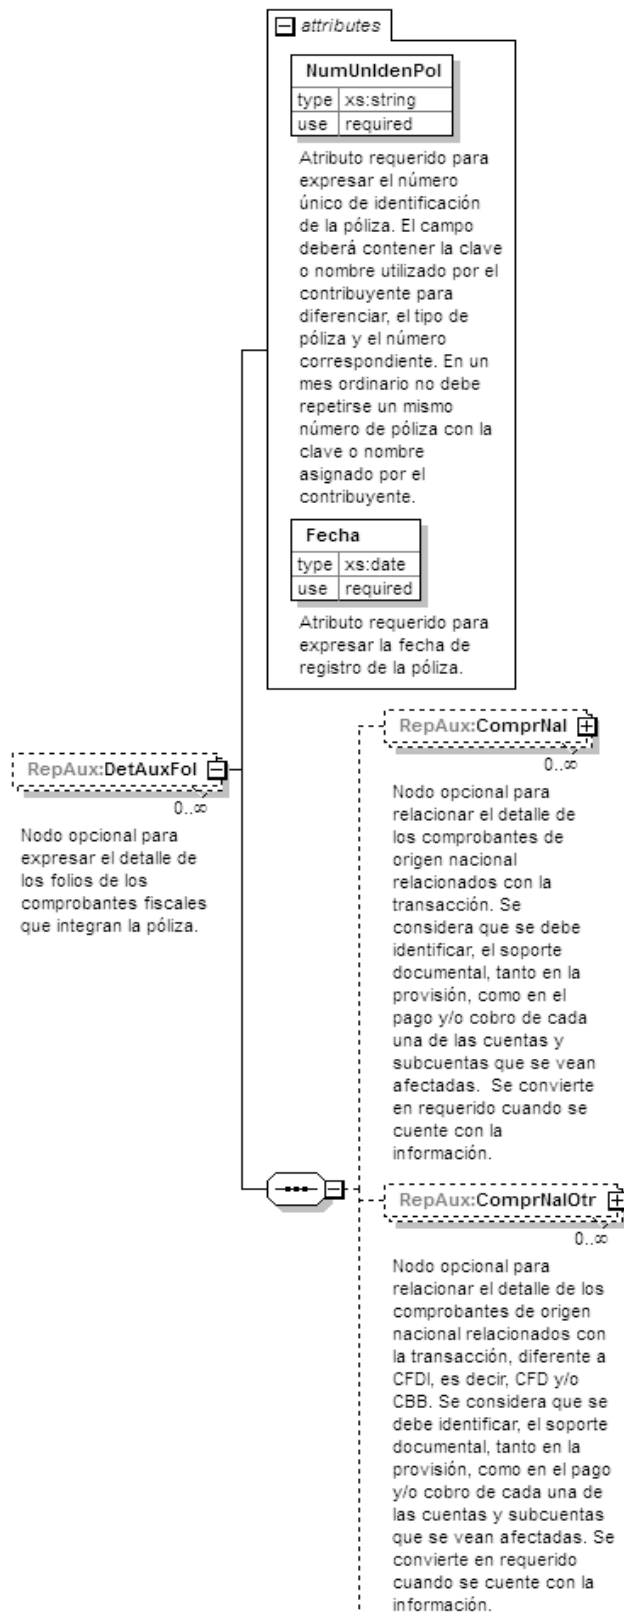 attributes
NumUnIdenPol
type xs:string
use required
Atributo requerido para
expresar el número
único de identificación
de la póliza. El campo
deberá contener la clave
o nombre utilizado por el
contribuyente para
diferenciar, el tipo de
póliza y el número
correspondiente. En un
mes ordinario no debe
repetirse un mismo
número de póliza con la
clave o nombre
asignado por el
contribuyente.
Fecha
type xs:date
use required
Atributo requerido para
expresar la fecha de
registro de la póliza.
RepAux:DetAuxFol
0..∞
Nodo opcional para
expresar el detalle de
los folios de los
comprobantes fiscales
que integran la póliza.
RepAux:ComprNal
0..∞
Nodo opcional para
relacionar el detalle de
los comprobantes de
origen nacional
relacionados con la
transacción. Se
considera que se debe
identificar, el soporte
documental, tanto en la
provisión, como en el
pago y/o cobro de cada
una de las cuentas y
subcuentas que se vean
afectadas. Se convierte
en requerido cuando se
cuente con la
información.
RepAux:ComprNalOtr
0..∞
Nodo opcional para
relacionar el detalle de los
comprobantes de origen
nacional relacionados con
la transacción, diferente a
CFDI, es decir, CFD y/o
CBB. Se considera que se
debe identificar, el soporte
documental, tanto en la
provisión, como en el pago
y/o cobro de cada una de
las cuentas y subcuentas
que se vean afectadas. Se
convierte en requerido
cuando se cuente con la
información.